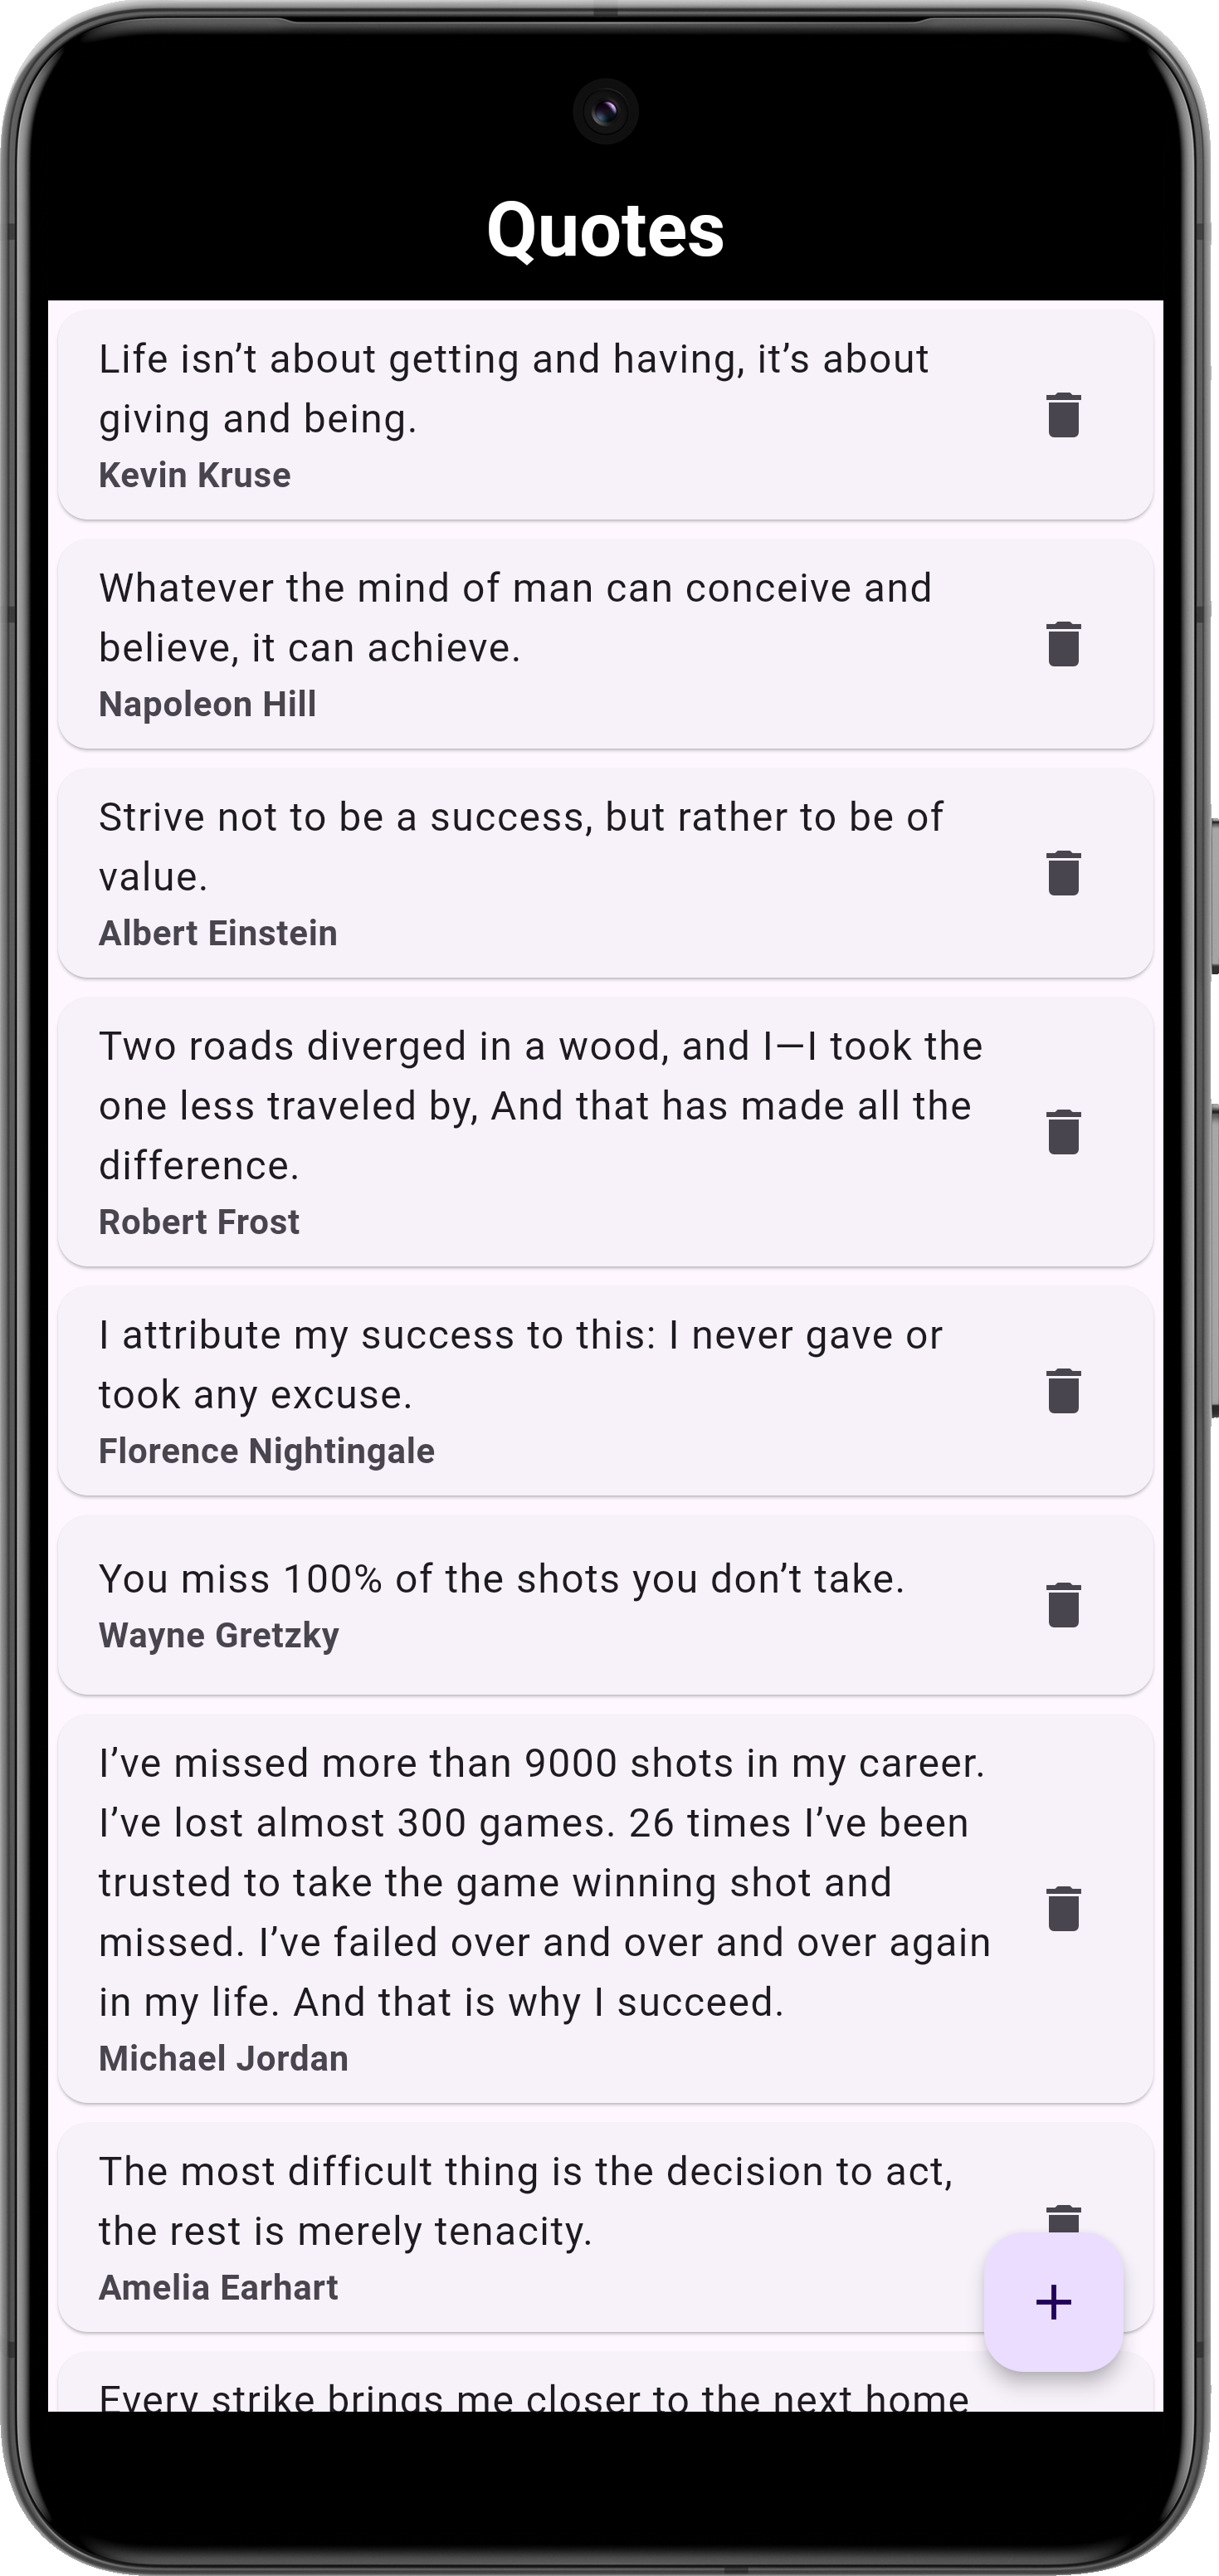 Quotes
Life isn’t about getting and having, it’s about
giving and being.
Kevin Kruse
Whatever the mind of man can conceive and
believe, it can achieve.
Napoleon Hill
Strive not to be a success, but rather to be of
value.
Albert Einstein
Two roads diverged in a wood, and I—I took the
one less traveled by, And that has made all the
difference.
Robert Frost
I attribute my success to this: I never gave or
took any excuse.
Florence Nightingale
You miss 100% of the shots you don’t take.
Wayne Gretzky
I’ve missed more than 9000 shots in my career.
I’ve lost almost 300 games. 26 times I’ve been
trusted to take the game winning shot and
missed. I’ve failed over and over and over again
in my life. And that is why I succeed.
Michael Jordan
The most difficult thing is the decision to act,
the rest is merely tenacity.
Amelia Earhart
Every strike brings me closer to the next home